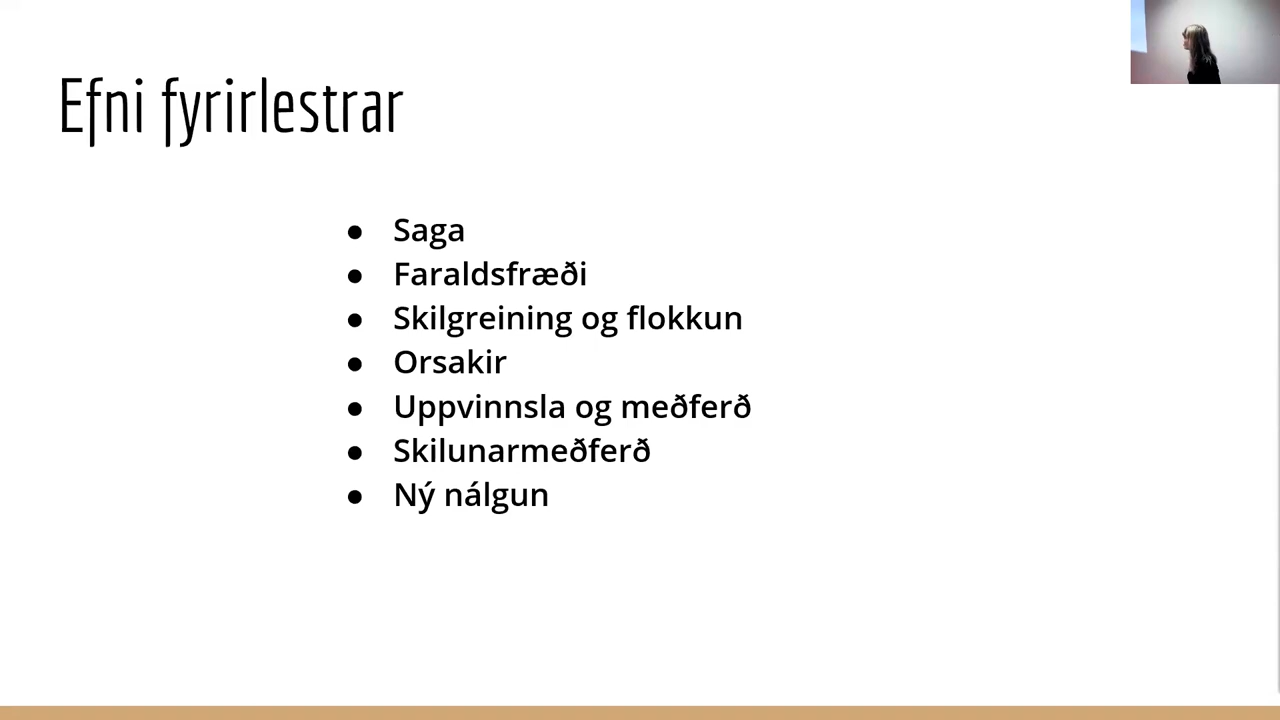 Efni fyrirlestrar
● Saga
● Faraldsfræði
● Skilgreining og flokkun
● Orsakir
● Uppvinnsla og meðferð
● Skilunarmeðferð
● Ný nálgun